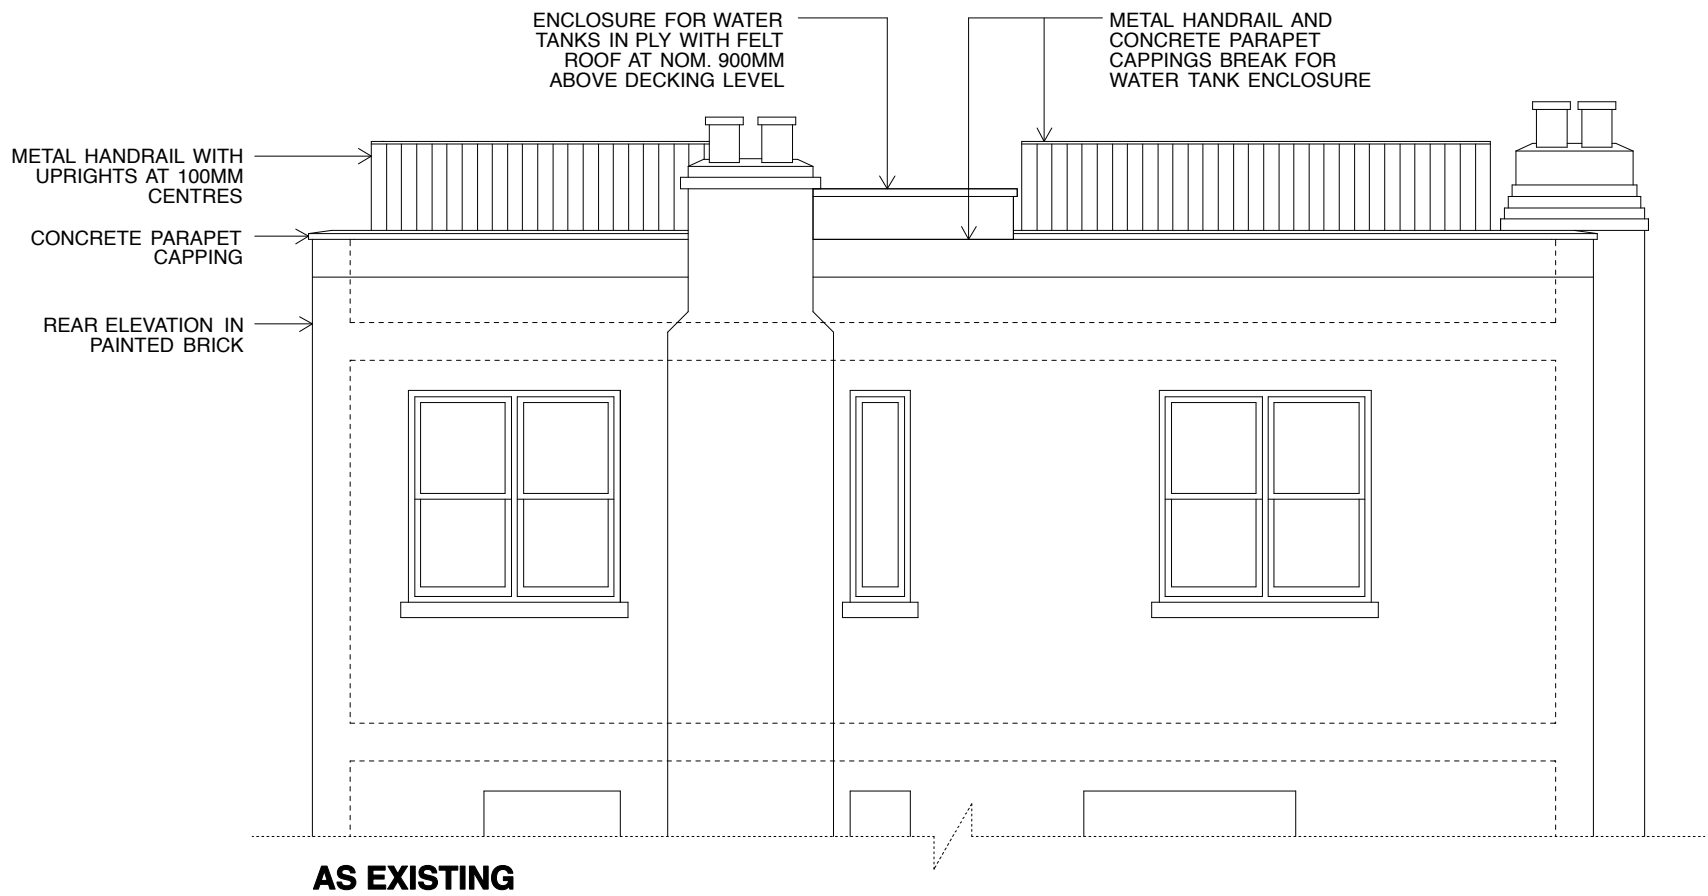 ENCLOSURE FOR WATER
TANKS IN PLY WITH FELT
ROOF AT NOM. 900MM
ABOVE DECKING LEVEL
METAL HANDRAIL AND
CONCRETE PARAPET
CAPPINGS BREAK FOR
WATER TANK ENCLOSURE
METAL HANDRAIL WITH
UPRIGHTS AT 100MM
CENTRES
CONCRETE PARAPET
CAPPING
REAR ELEVATION IN
PAINTED BRICK
AS EXISTING